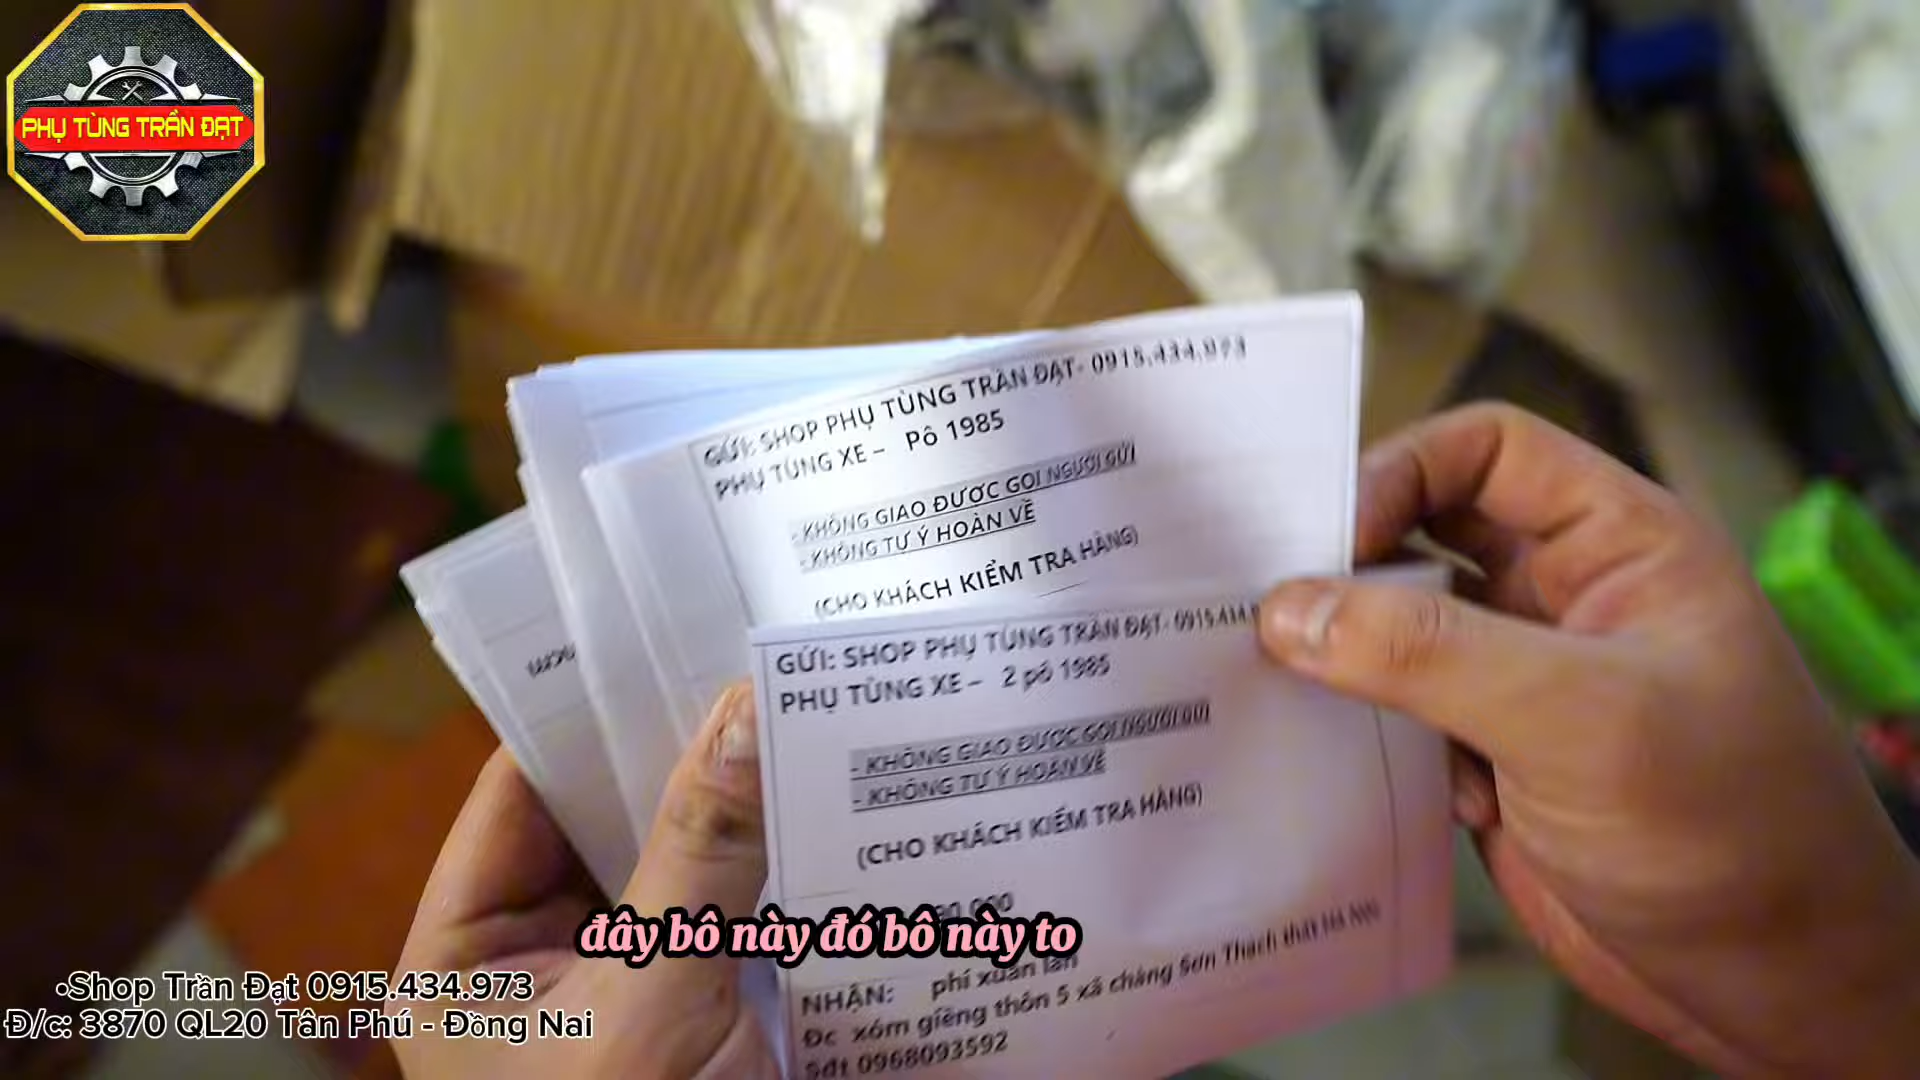 PHỤ TÙNG TRẦN ĐẠT
GỬI: SHOP PHỤ TÙNG TRẦN ĐẠT- 0915.434.973
PHỤ TÙNG XE – Pô 1985
- KHÔNG GIAO ĐƯỢC GỌI NGƯỜI GỬI
- KHÔNG TỰ Ý HOÀN VỀ
(CHO KHÁCH KIỂM TRA HÀNG)
GỬI: SHOP PHỤ TÙNG TRẦN ĐẠT- 0915.434.
PHỤ TÙNG XE – 2 pô 1985
- KHÔNG GIAO ĐƯỢC GỌI NGƯỜI GỬI
- KHÔNG TỰ Ý HOÀN VỀ
(CHO KHÁCH KIỂM TRA HÀNG)
đây bô này đó bô này to
NHẬN: phí xuân lan
Đc xóm giếng thôn 5 xã chàng Sơn Thạch thất Hà Nội
Sđt 0968093592
•Shop Trần Đạt 0915.434.973
Đ/c: 3870 QL20 Tân Phú - Đồng Nai